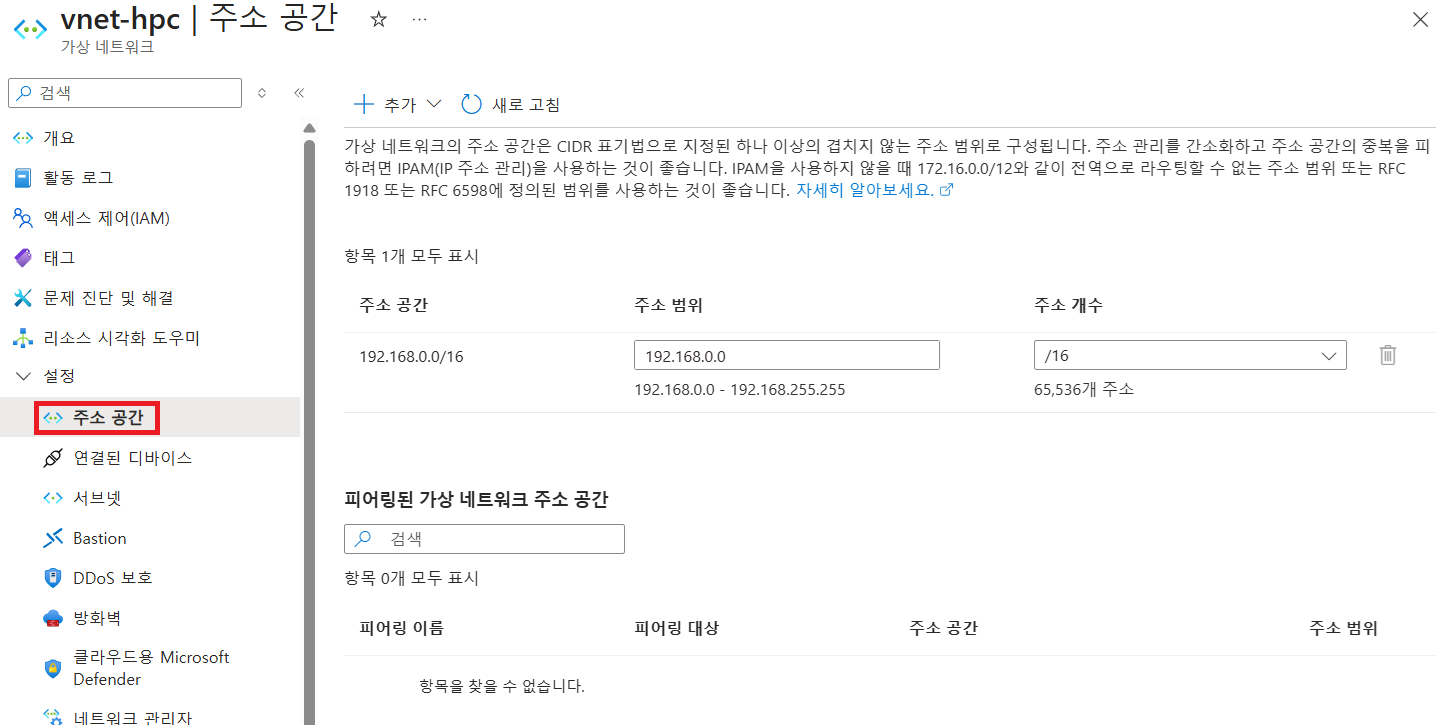 vnet-hpc | 주소 공간
가상 네트워크
검색
개요
활동 로그
액세스 제어(IAM)
태그
문제 진단 및 해결
리소스 시각화 도우미
설정
주소 공간
연결된 디바이스
서브넷
Bastion
DDoS 보호
방화벽
클라우드용 Microsoft
Defender
네트워크 관리자
추가
새로 고침
가상 네트워크의 주소 공간은 CIDR 표기법으로 지정된 하나 이상의 겹치지 않는 주소 범위로 구성됩니다. 주소 관리를 간소화하고 주소 공간의 중복을 피
하려면 IPAM(IP 주소 관리)을 사용하는 것이 좋습니다. IPAM을 사용하지 않을 때 172.16.0.0/12와 같이 전역으로 라우팅할 수 없는 주소 범위 또는 RFC
1918 또는 RFC 6598에 정의된 범위를 사용하는 것이 좋습니다. 자세히 알아보세요.
항목 1개 모두 표시
주소 공간 주소 범위 주소 개수
192.168.0.0/16 192.168.0.0 /16
192.168.0.0 - 192.168.255.255 65,536개 주소
피어링된 가상 네트워크 주소 공간
검색
항목 0개 모두 표시
피어링 이름 피어링 대상 주소 공간 주소 범위
항목을 찾을 수 없습니다.